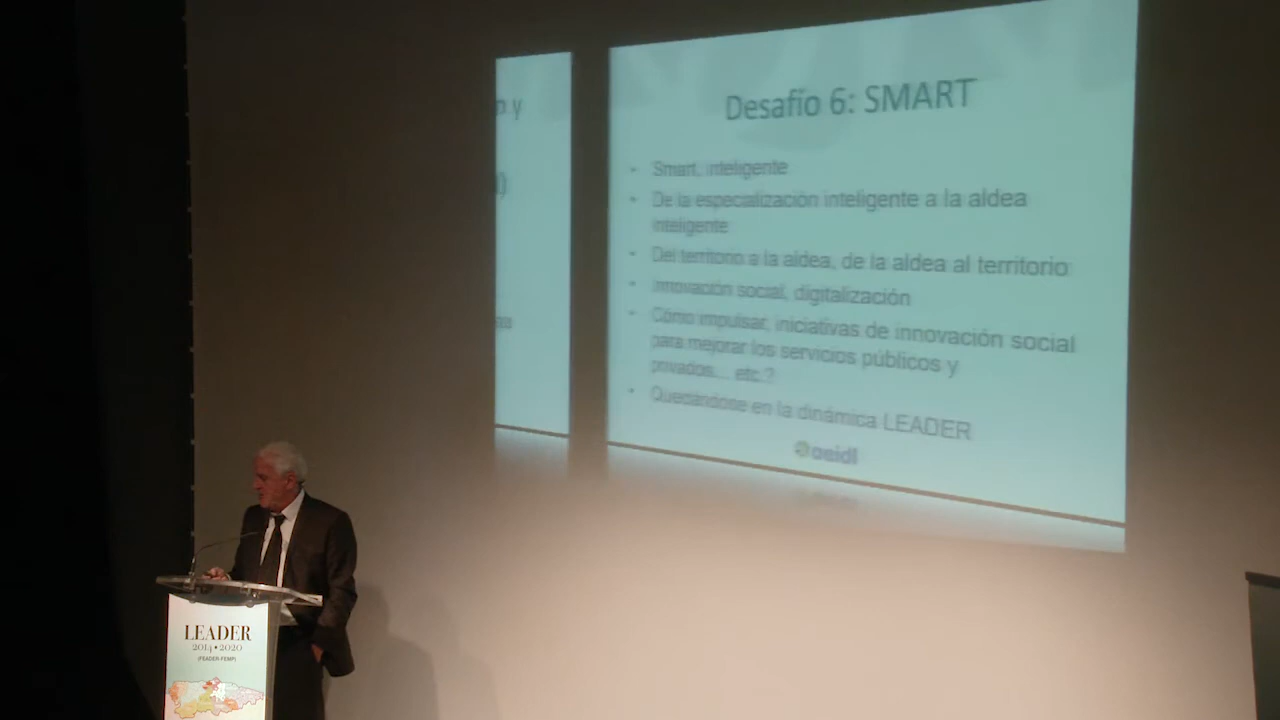 Desafío 6: SMART
- Smart, inteligente
- De la especialización inteligente a la aldea
inteligente
- Del territorio a la aldea, de la aldea al territorio
- Innovación social, digitalización
- Cómo impulsar, iniciativas de innovación social
para mejorar los servicios públicos y
privados... etc.?
- Quedándose en la dinámica LEADER
aeidl
LEADER
2014 • 2020
(FEADER-FEMP)